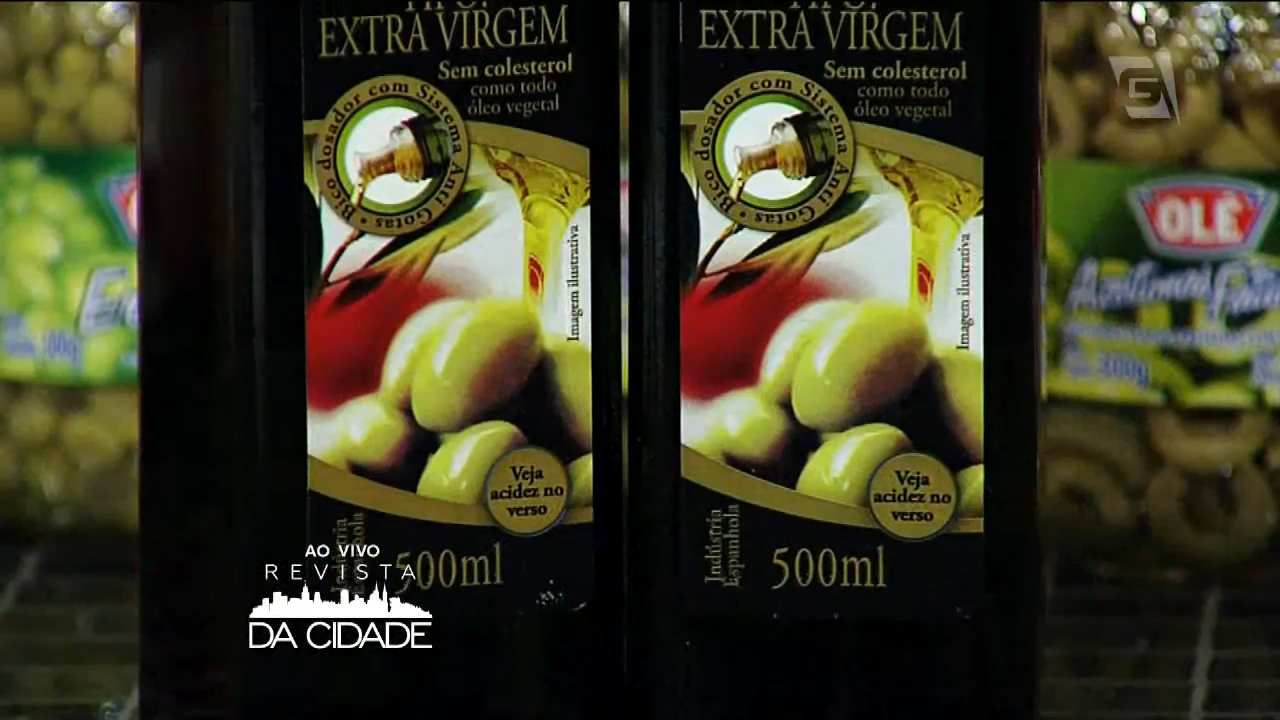 TIPO:
EXTRA VIRGEM
Sem colesterol
como todo
óleo vegetal
Bico dosador com Sistema Anti Gotas •
Imagem ilustrativa
Veja
acidez no
verso
500ml
TIPO:
EXTRA VIRGEM
Sem colesterol
como todo
óleo vegetal
Bico dosador com Sistema Anti Gotas •
Imagem ilustrativa
Veja
acidez no
verso
Indústria
Espanhola
500ml
OLÉ
AO VIVO
REVISTA
DA CIDADE